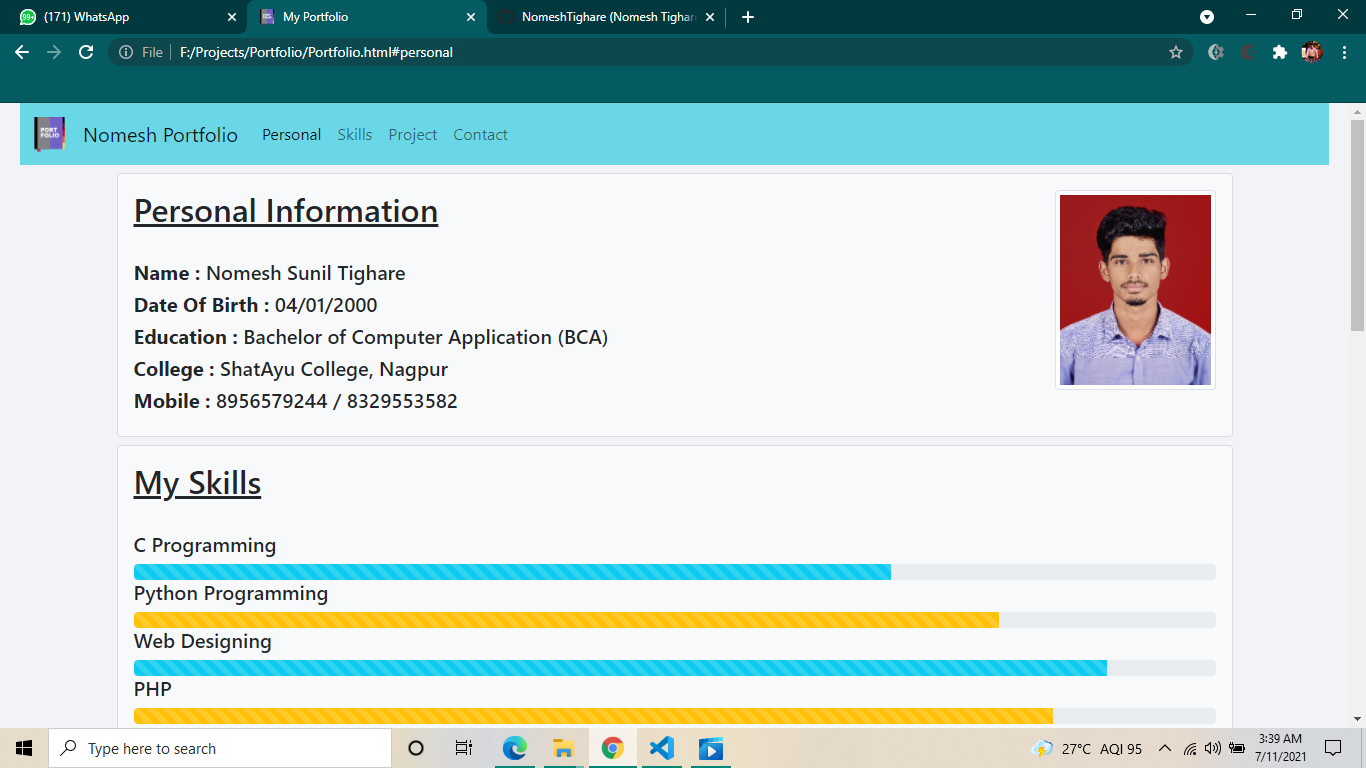 99+ (171) WhatsApp
My Portfolio
NomeshTighare (Nomesh Tighar
File
F:/Projects/Portfolio/Portfolio.html#personal
PORT
FOLIO
Nomesh Portfolio
Personal
Skills
Project
Contact
Personal Information
Name : Nomesh Sunil Tighare
Date Of Birth : 04/01/2000
Education : Bachelor of Computer Application (BCA)
College : ShatAyu College, Nagpur
Mobile : 8956579244 / 8329553582
My Skills
C Programming
Python Programming
Web Designing
PHP
Type here to search
27°C AQI 95
3:39 AM
7/11/2021